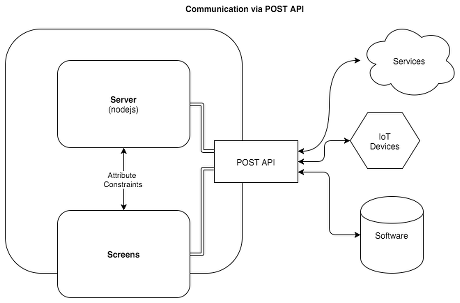 Communication via POST API
Server
(nodejs)
Attribute
Constraints
Screens
POST API
Services
IoT
Devices
Software